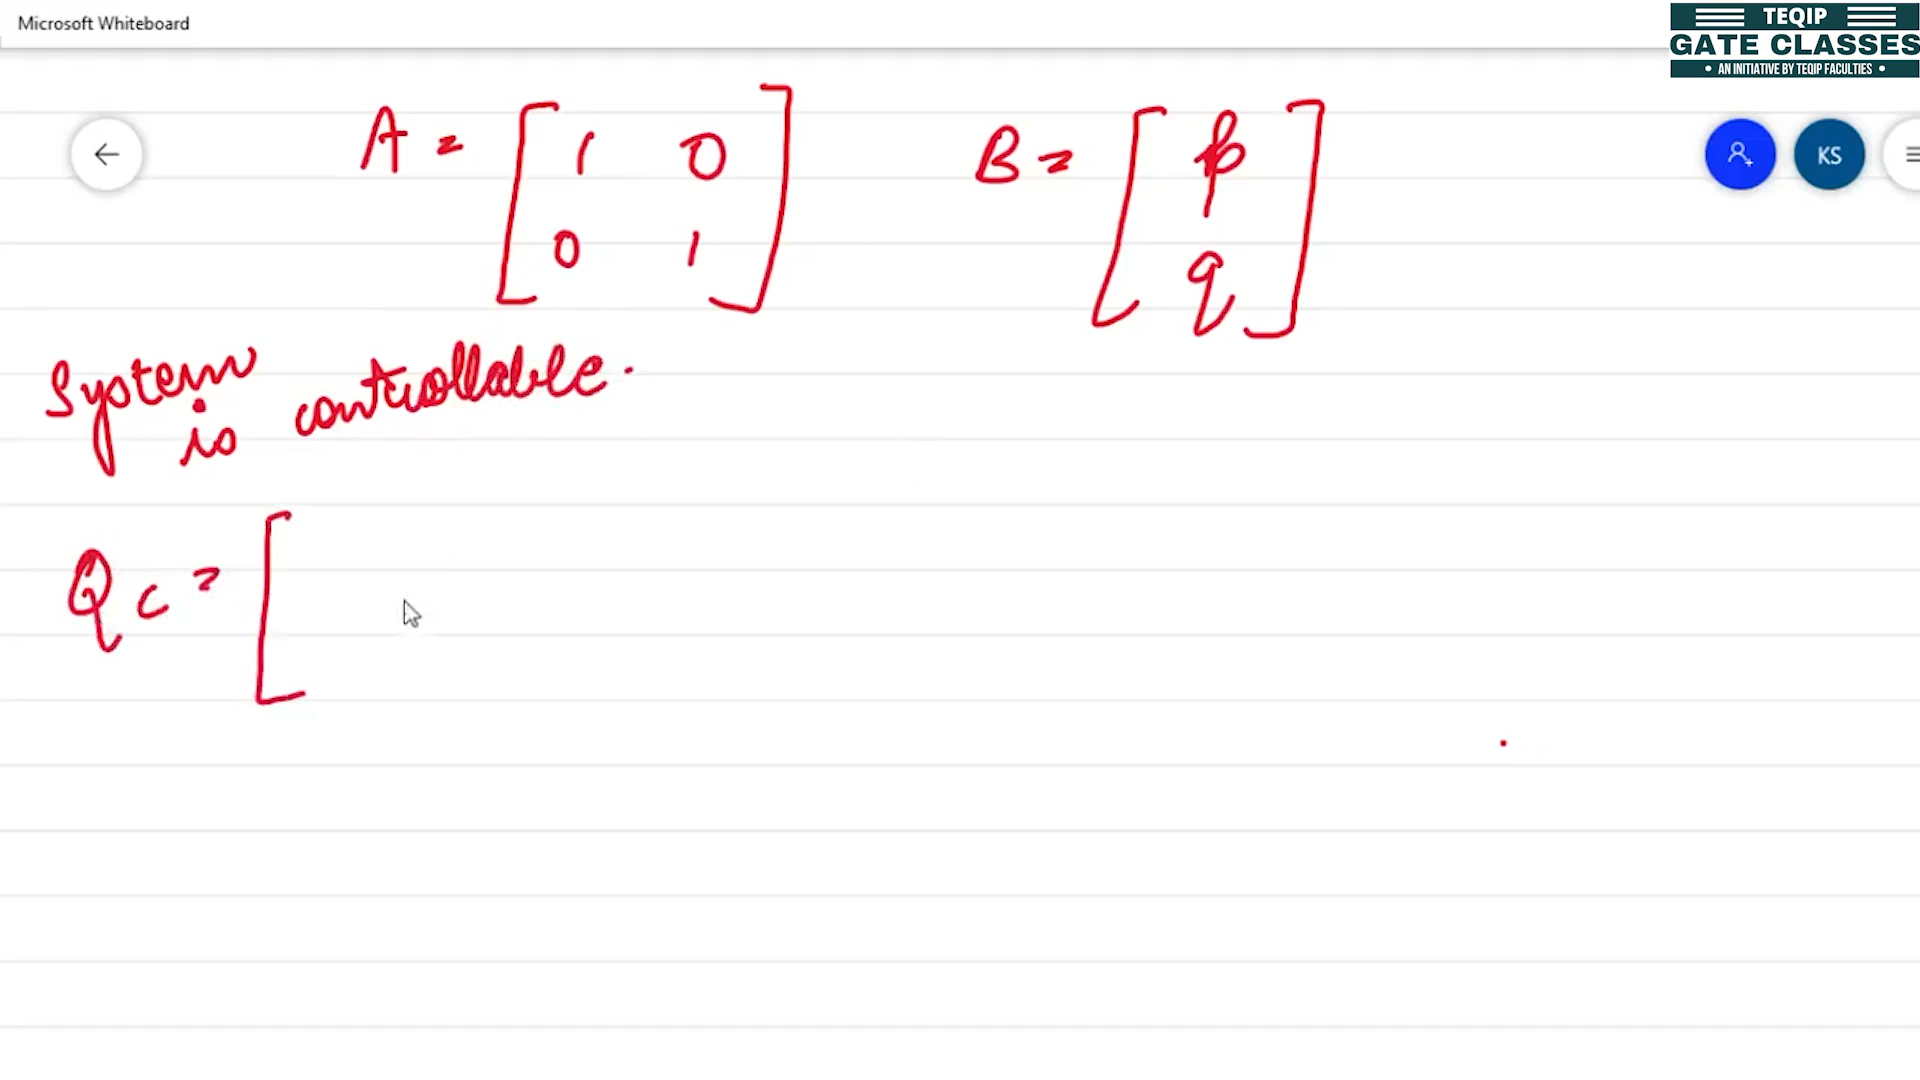 Microsoft Whiteboard
TEQIP
GATE CLASSES
• AN INITIATIVE BY TEQIP FACULTIES •
A = [ 1 0
0 1 ]
B = [ p
q ]
KS
System is controllable.
Qc = [